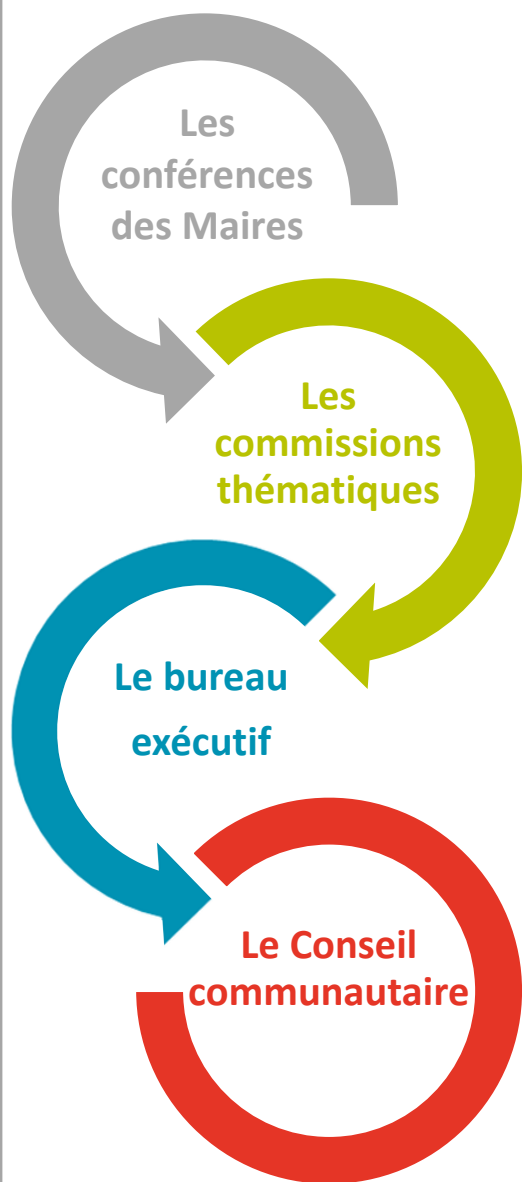 Les
conférences
des Maires
Les
commissions
thématiques
Le bureau
exécutif
Le Conseil
communautaire